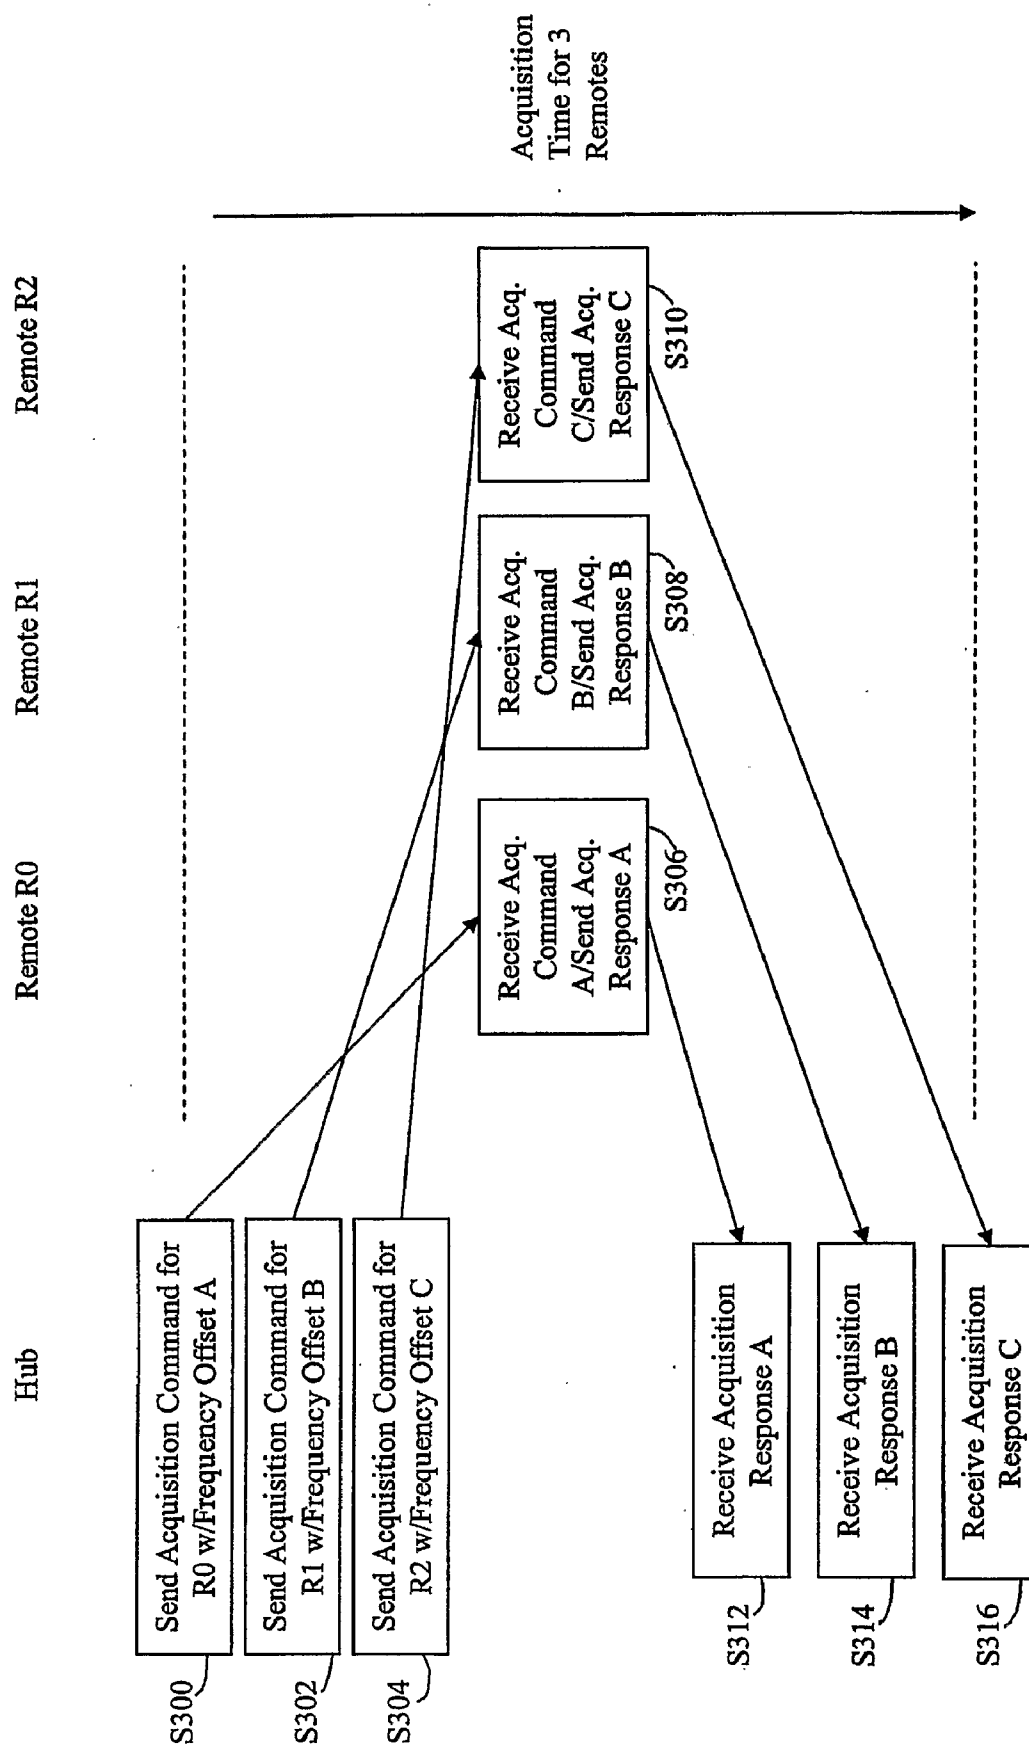 Hub
Remote R0
Remote R1
Remote R2
S300
Send Acquisition Command for
R0 w/Frequency Offset A
S302
Send Acquisition Command for
R1 w/Frequency Offset B
S304
Send Acquisition Command for
R2 w/Frequency Offset C
Receive Acq.
Command
A/Send Acq.
Response A
S306
Receive Acq.
Command
B/Send Acq.
Response B
S308
Receive Acq.
Command
C/Send Acq.
Response C
S310
Acquisition
Time for 3
Remotes
S312
Receive Acquisition
Response A
S314
Receive Acquisition
Response B
S316
Receive Acquisition
Response C